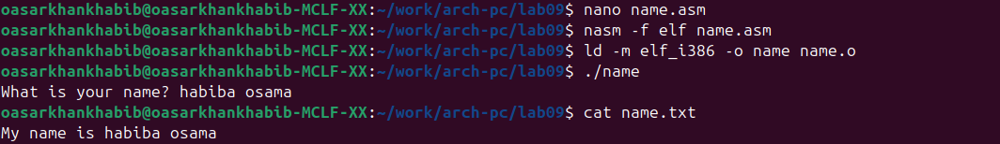 oasarkhankhabib@oasarkhankhabib-MCLF-XX:~/work/arch-pc/lab09$ nano name.asm
oasarkhankhabib@oasarkhankhabib-MCLF-XX:~/work/arch-pc/lab09$ nasm -f elf name.asm
oasarkhankhabib@oasarkhankhabib-MCLF-XX:~/work/arch-pc/lab09$ ld -m elf_i386 -o name name.o
oasarkhankhabib@oasarkhankhabib-MCLF-XX:~/work/arch-pc/lab09$ ./name
What is your name? habiba osama
oasarkhankhabib@oasarkhankhabib-MCLF-XX:~/work/arch-pc/lab09$ cat name.txt
My name is habiba osama